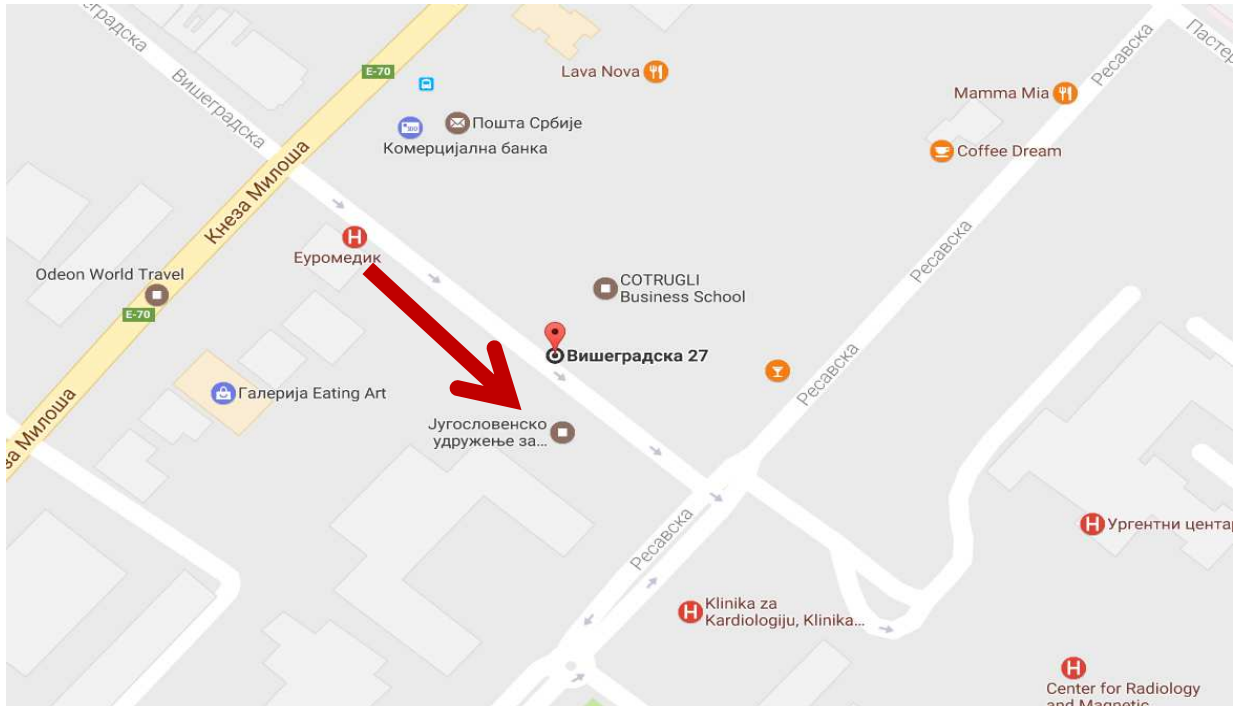 Вишеградска
E-70
Lava Nova
Ресавска
Mamma Mia
Пошта Србије
Комерцијална банка
Coffee Dream
Кнеза Милоша
Еуромедик
Ресавска
Odeon World Travel
E-70
COTRUGLI
Business School
Вишеградска 27
Ресавска
Галерија Eating Art
Југословенско
удружење за...
Милоша
Ресавска
Ургентни центар
Klinika za
Kardiologiju, Klinika...
Center for Radiology
and Magnetic